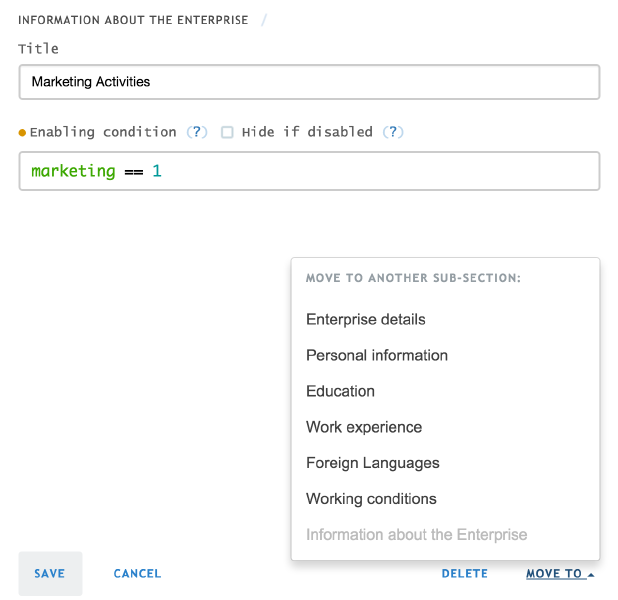 INFORMATION ABOUT THE ENTERPRISE /
Title
Marketing Activities
Enabling condition (?) Hide if disabled (?)
marketing == 1
MOVE TO ANOTHER SUB-SECTION:
Enterprise details
Personal information
Education
Work experience
Foreign Languages
Working conditions
Information about the Enterprise
SAVE CANCEL DELETE MOVE TO